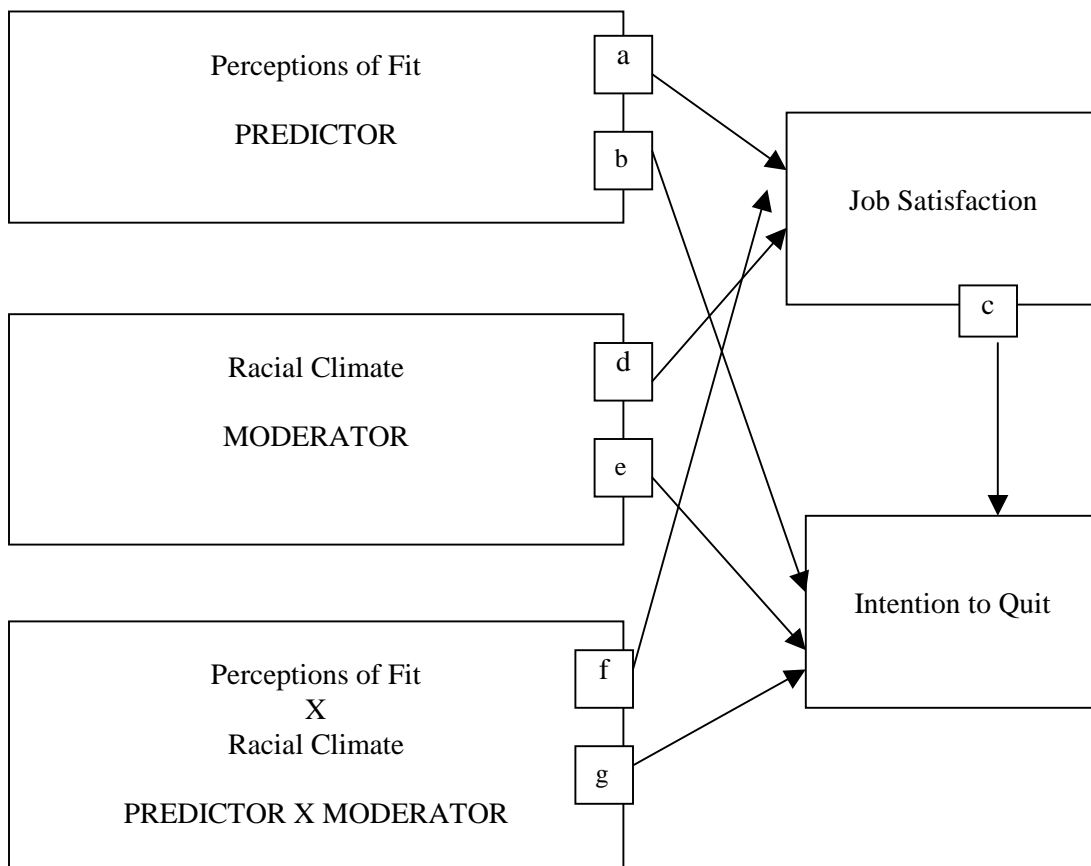 Perceptions of Fit
PREDICTOR
a
b
Job Satisfaction
c
Racial Climate
MODERATOR
d
e
Intention to Quit
Perceptions of Fit
X
Racial Climate
PREDICTOR X MODERATOR
f
g